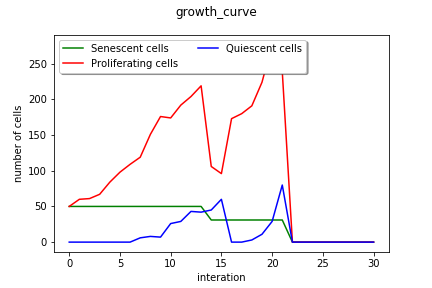 growth_curve
Senescent cells Quiescent cells
Proliferating cells
number of cells
250
200
150
100
50
0
0 5 10 15 20 25 30
interation